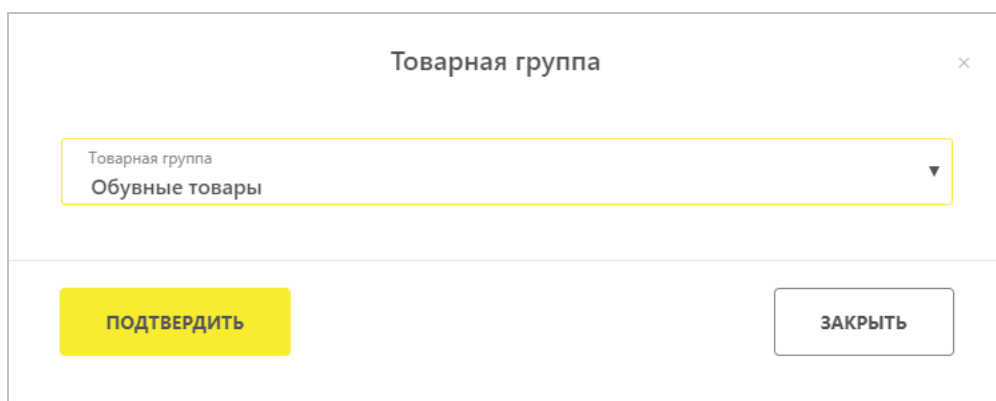 Товарная группа
Товарная группа
Обувные товары
ПОДТВЕРДИТЬ
ЗАКРЫТЬ